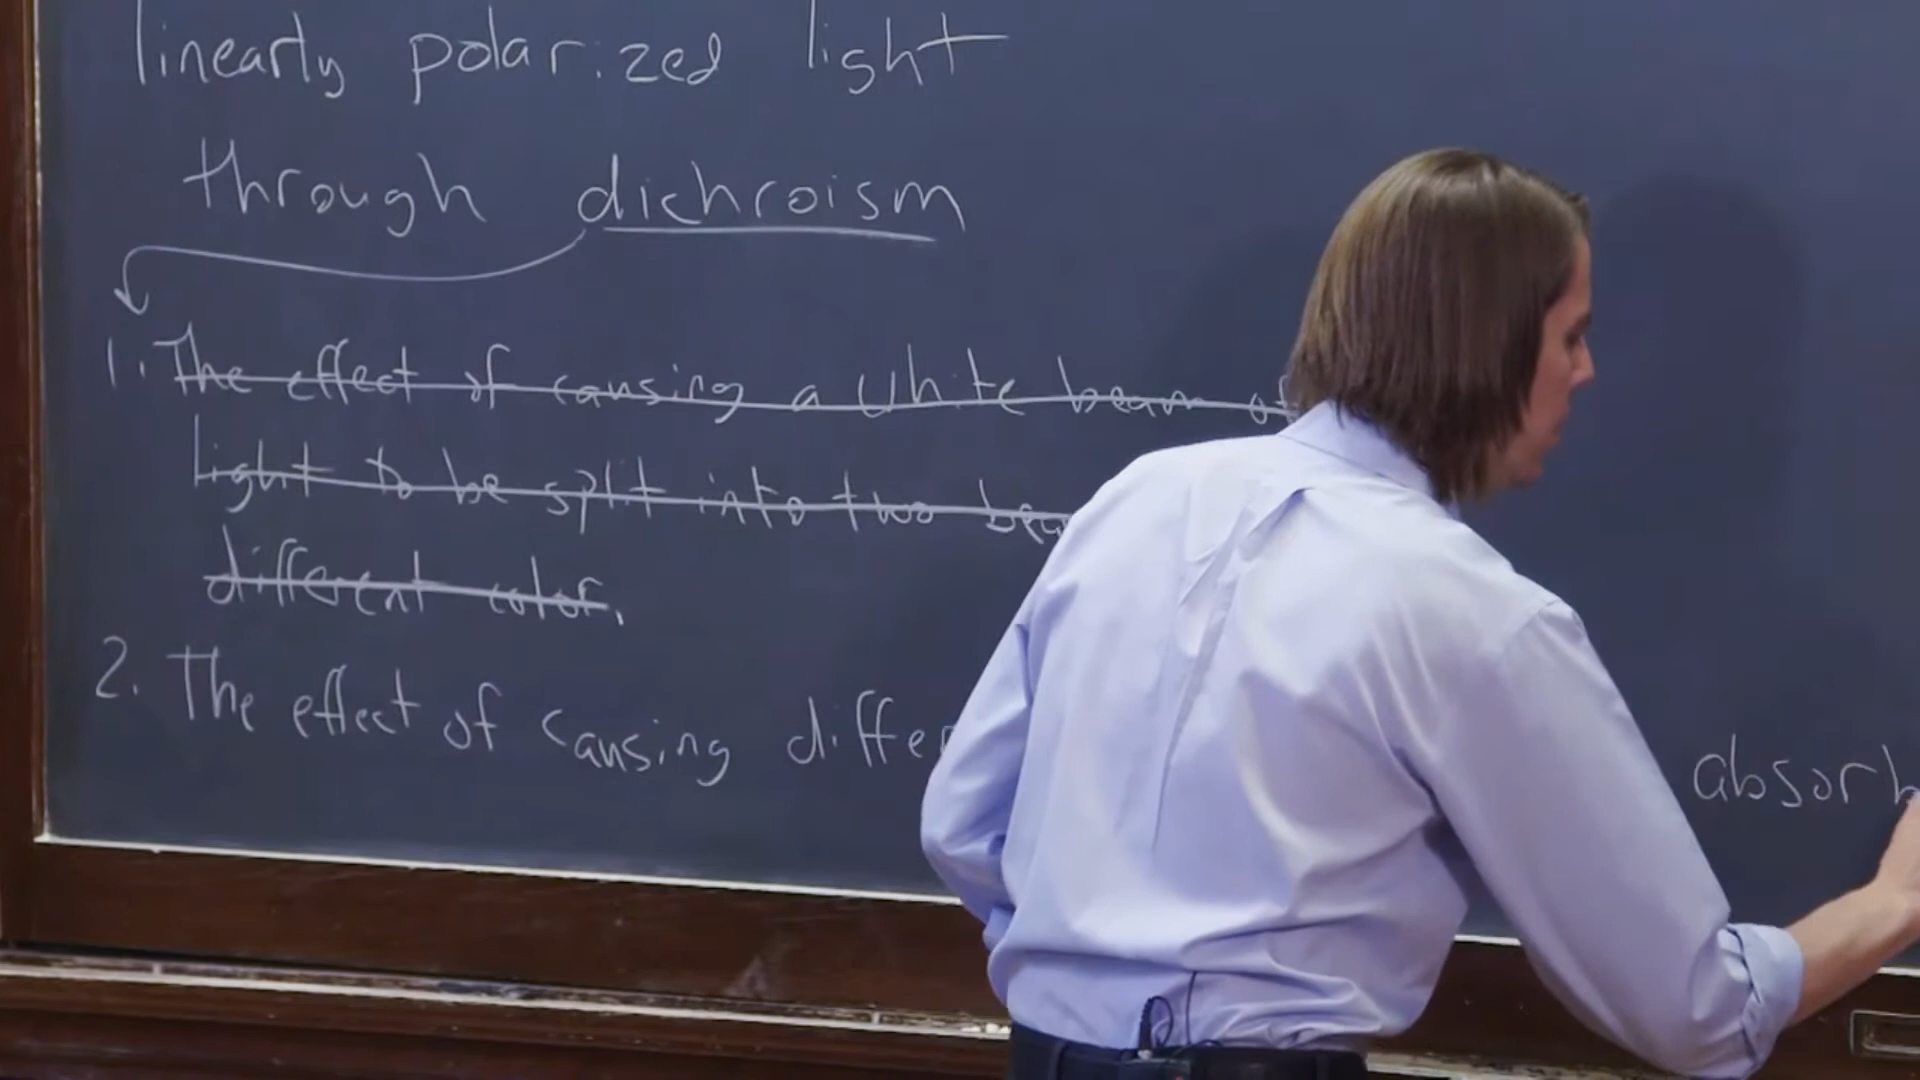 linearly polarized light
through dichroism
1. The effect of causing a white beam of
light to be split into two
different color.
2. The effect of causing absorb